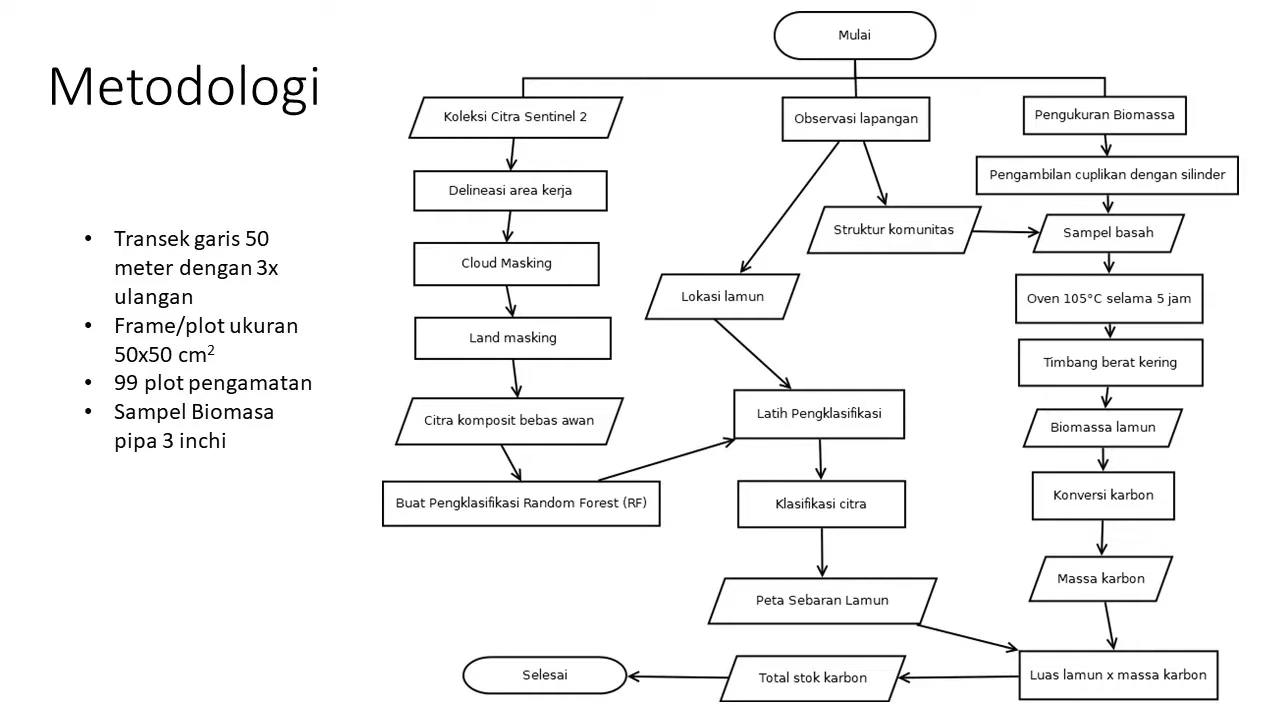 Metodologi
• Transek garis 50
meter dengan 3x
ulangan
• Frame/plot ukuran
50x50 cm²
• 99 plot pengamatan
• Sampel Biomasa
pipa 3 inchi
Mulai
Koleksi Citra Sentinel 2
Delineasi area kerja
Cloud Masking
Land masking
Citra komposit bebas awan
Buat Pengklasifikasi Random Forest (RF)
Observasi lapangan
Struktur komunitas
Lokasi lamun
Latih Pengklasifikasi
Klasifikasi citra
Peta Sebaran Lamun
Pengukuran Biomassa
Pengambilan cuplikan dengan silinder
Sampel basah
Oven 105°C selama 5 jam
Timbang berat kering
Biomassa lamun
Konversi karbon
Massa karbon
Luas lamun x massa karbon
Total stok karbon
Selesai